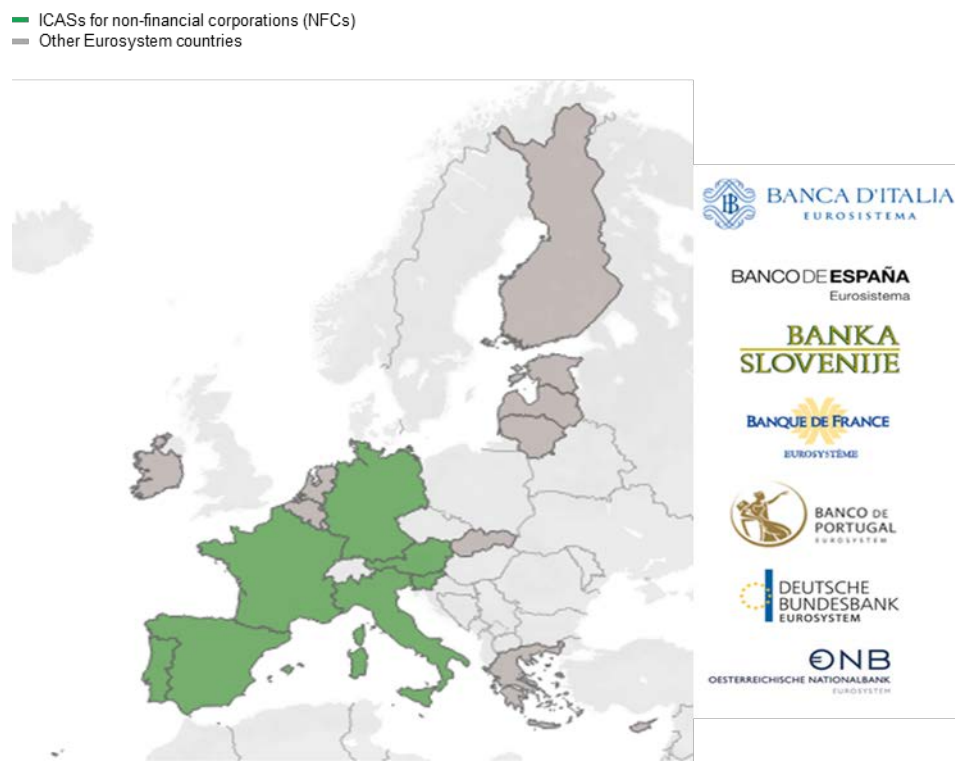 ICASs for non-financial corporations (NFCs)
Other Eurosystem countries
BANCA D'ITALIA
EUROSISTEMA
BANCO DE ESPAÑA
Eurosistema
BANKA
SLOVENIJE
BANQUE DE FRANCE
EUROSYSTÈME
BANCO DE
PORTUGAL
EUROSYSTEM
DEUTSCHE
BUNDESBANK
EUROSYSTEM
ONB
OESTERREICHISCHE NATIONALBANK
EUROSYSTEM